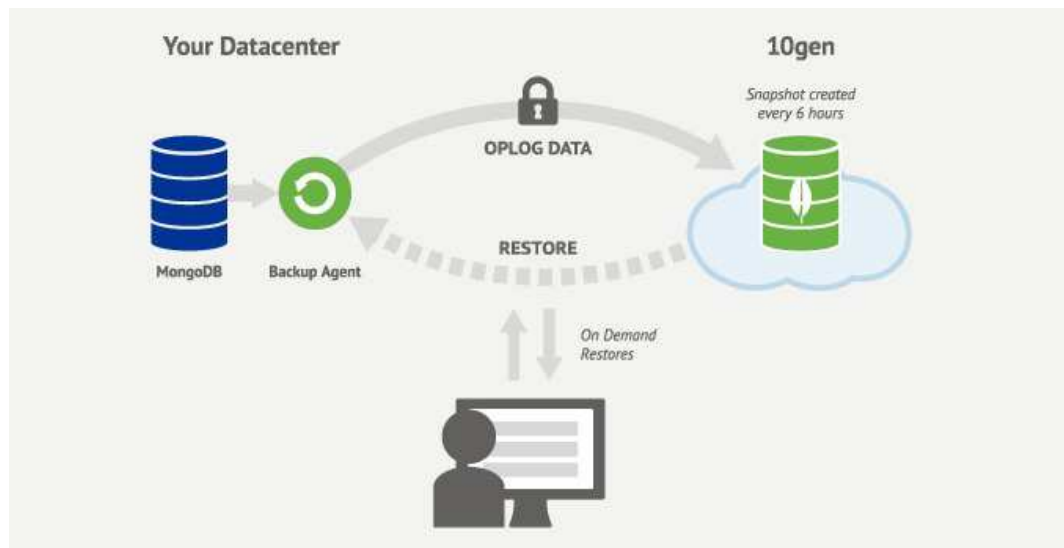 Your Datacenter
10gen
Snapshot created
every 6 hours
OPLOG DATA
MongoDB
Backup Agent
RESTORE
On Demand
Restores